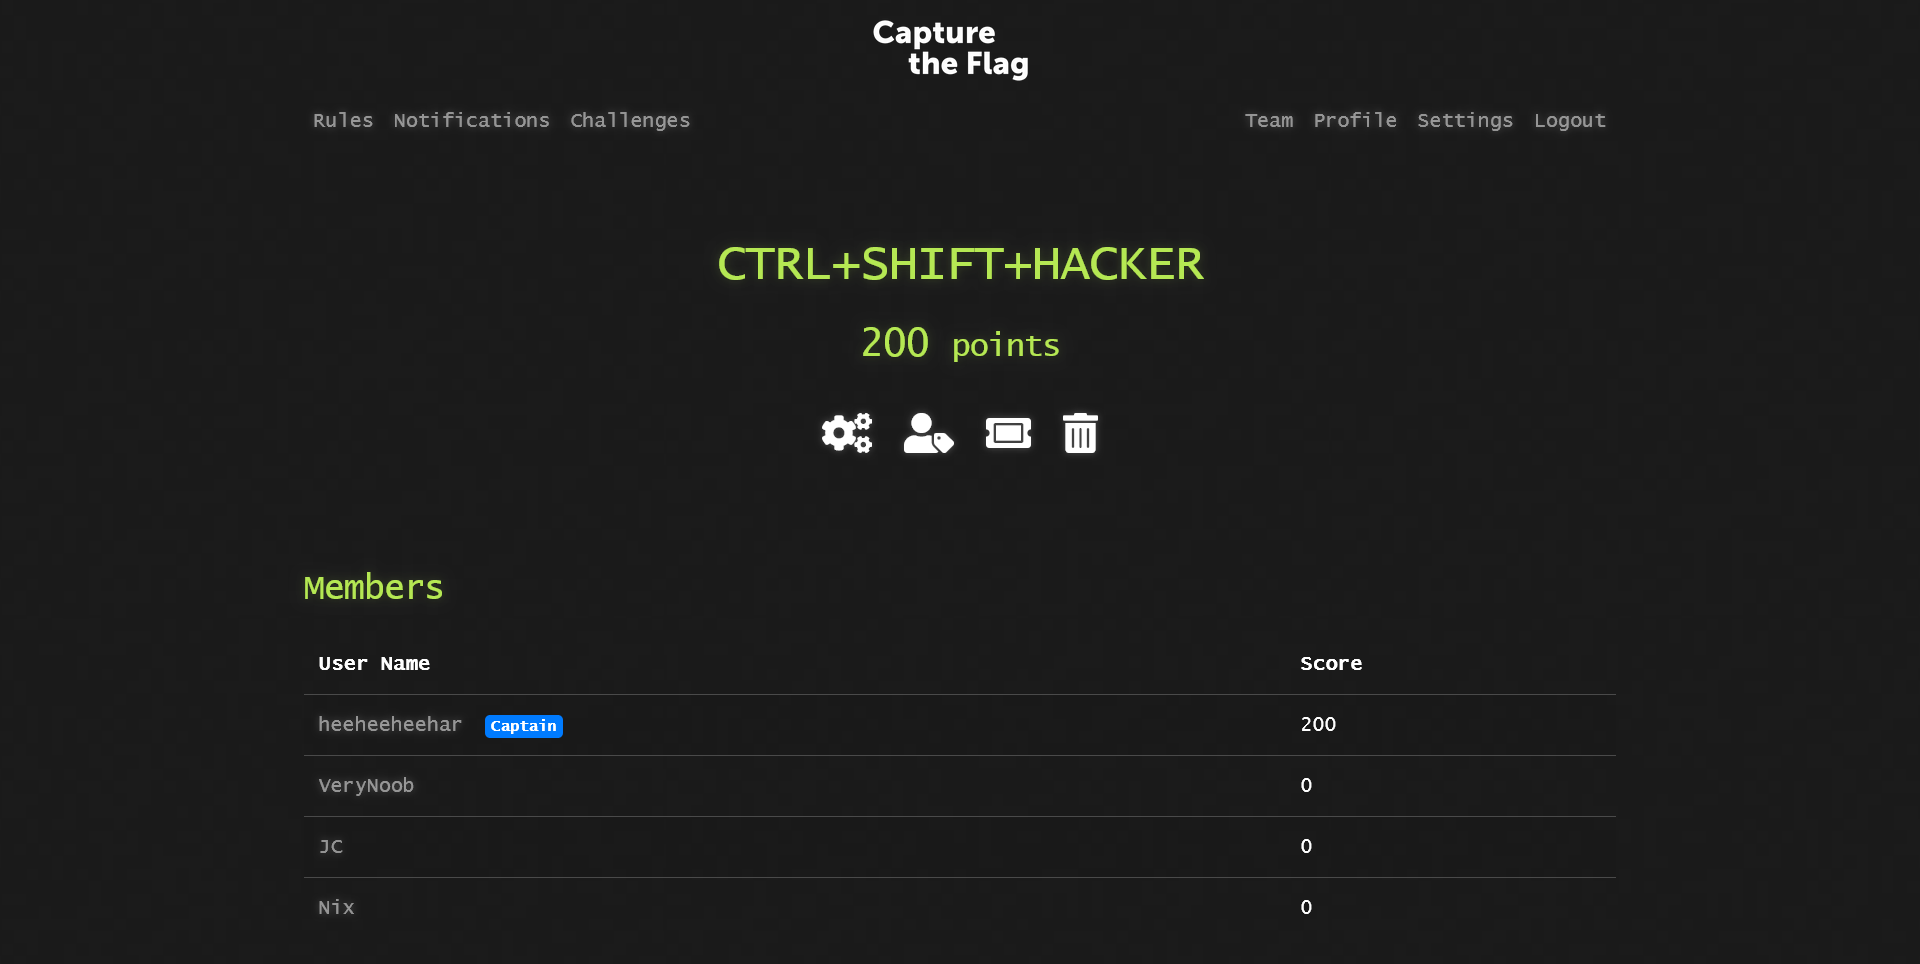 Capture
the Flag
Rules Notifications Challenges Team Profile Settings Logout
CTRL+SHIFT+HACKER
200 points
Members
User Name Score
heeheeheehar Captain 200
VeryNoob 0
JC 0
Nix 0